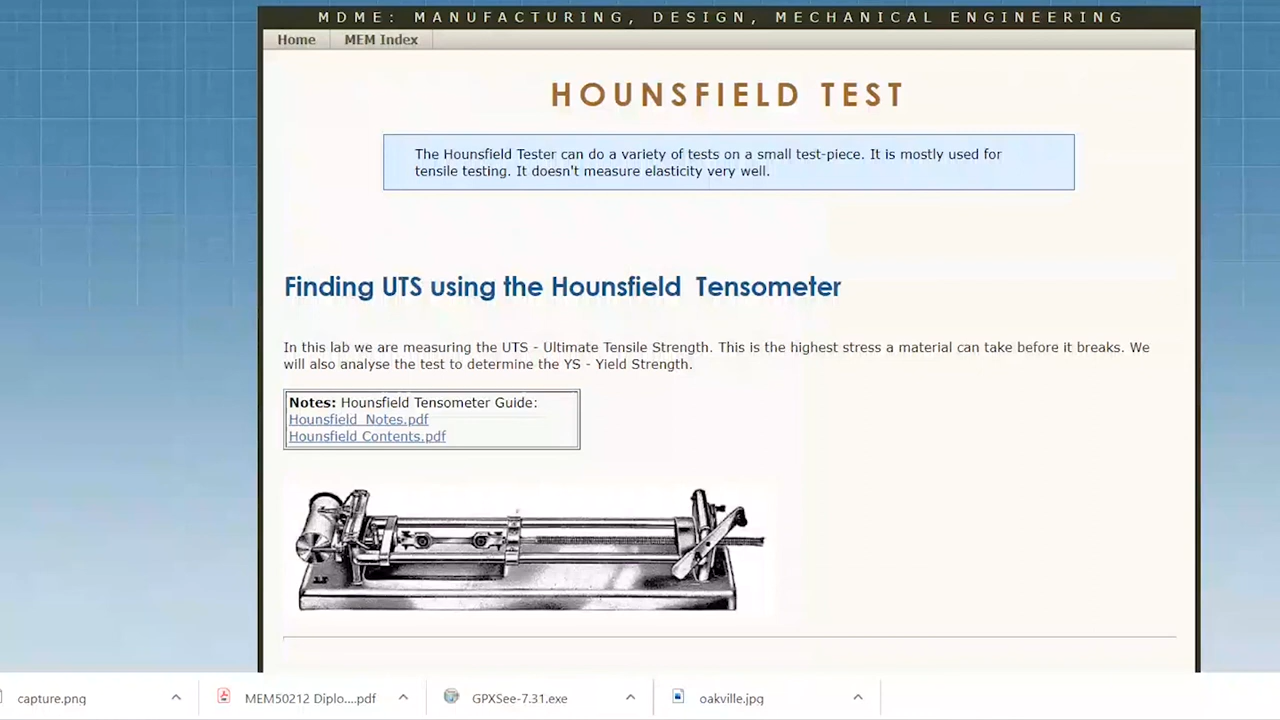 MDME: MANUFACTURING, DESIGN, MECHANICAL ENGINEERING
Home MEM Index
HOUNSFIELD TEST
The Hounsfield Tester can do a variety of tests on a small test-piece. It is mostly used for
tensile testing. It doesn't measure elasticity very well.
Finding UTS using the Hounsfield Tensometer
In this lab we are measuring the UTS - Ultimate Tensile Strength. This is the highest stress a material can take before it breaks. We
will also analyse the test to determine the YS - Yield Strength.
Notes: Hounsfield Tensometer Guide:
Hounsfield_Notes.pdf
Hounsfield Contents.pdf
capture.png MEM50212 Diplo....pdf GPXSee-7.31.exe oakville.jpg